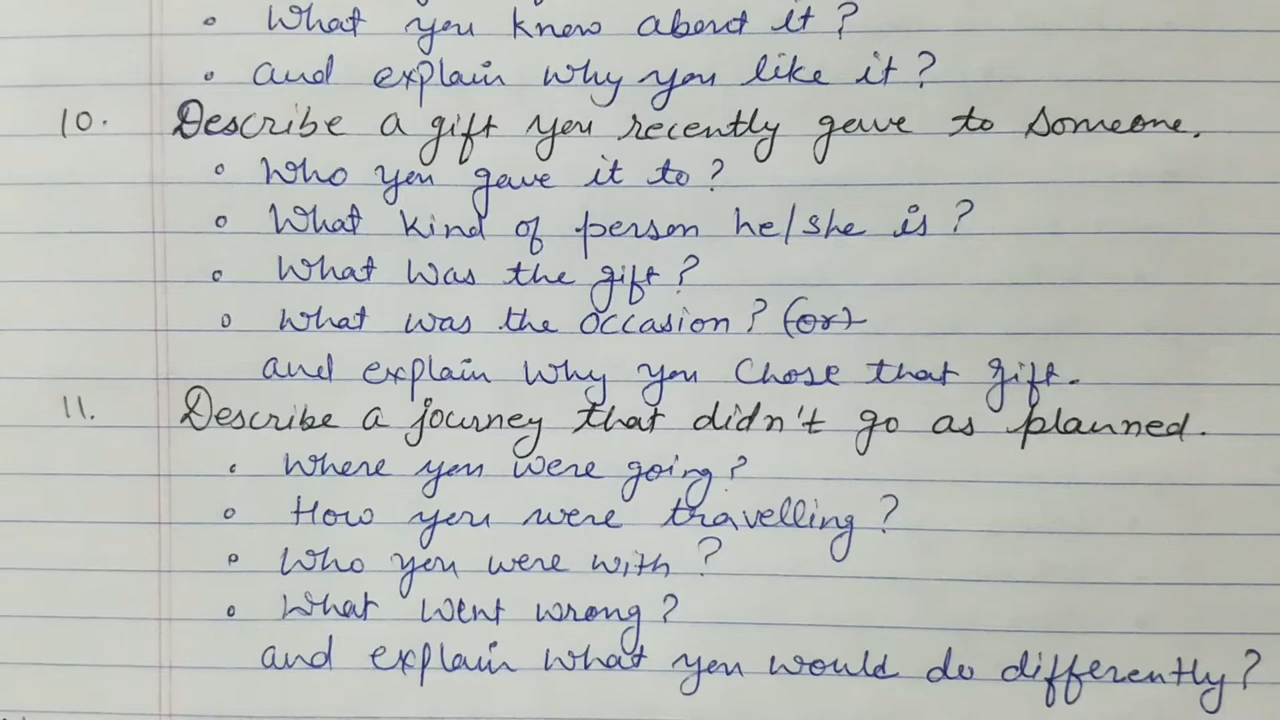 • What you know about it?
• and explain why you like it?
10. Describe a gift you recently gave to someone.
• Who you gave it to?
• What kind of person he/she is?
• What was the gift?
• What was the occasion? (or)
and explain why you chose that gift.
11. Describe a journey that didn't go as planned.
• Where you were going?
• How you were travelling?
• Who you were with?
• What went wrong?
and explain what you would do differently?